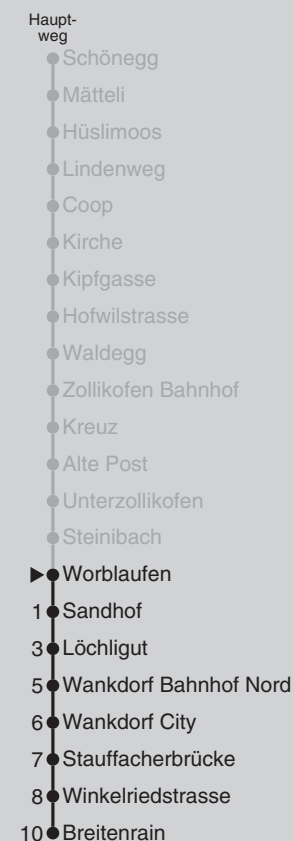 Haupt-
weg
Schönegg
Mätteli
Hüslimoos
Lindenweg
Coop
Kirche
Kipfgasse
Hofwilstrasse
Waldegg
Zollikofen Bahnhof
Kreuz
Alte Post
Unterzollikofen
Steinibach
Worblaufen
1 Sandhof
3 Löchligut
5 Wankdorf Bahnhof Nord
6 Wankdorf City
7 Stauffacherbrücke
8 Winkelriedstrasse
10 Breitenrain